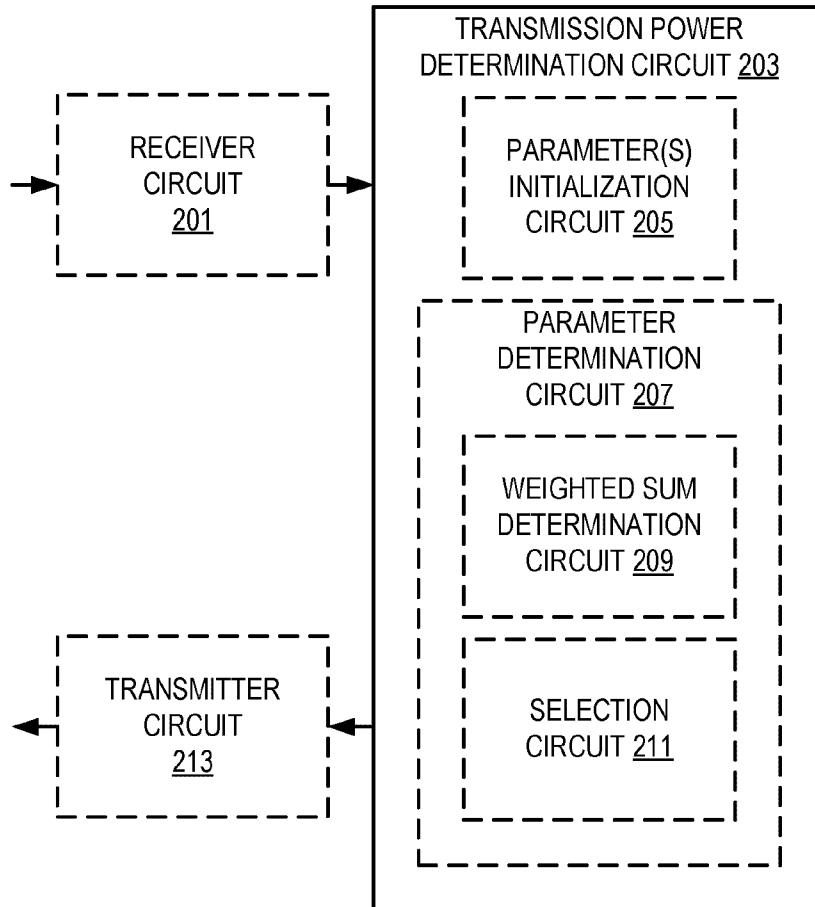 TRANSMISSION POWER
DETERMINATION CIRCUIT 203
RECEIVER
CIRCUIT
201
PARAMETER(S)
INITIALIZATION
CIRCUIT 205
PARAMETER
DETERMINATION
CIRCUIT 207
WEIGHTED SUM
DETERMINATION
CIRCUIT 209
TRANSMITTER
CIRCUIT
213
SELECTION
CIRCUIT 211